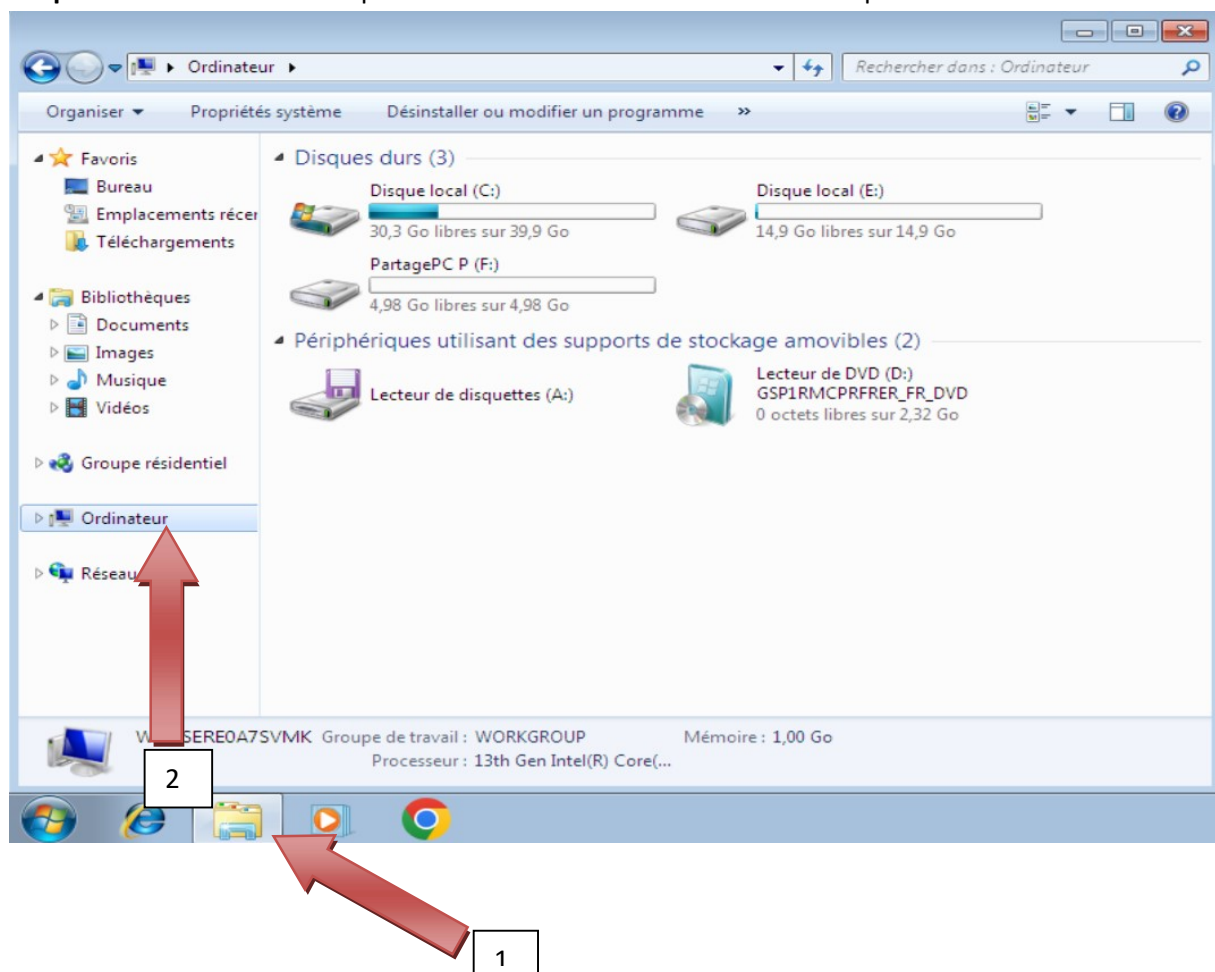 Ordinateur
Rechercher dans : Ordinateur
Organiser
Propriétés système
Désinstaller ou modifier un programme
»
Favoris
Bureau
Emplacements récer
Téléchargements
Bibliothèques
Documents
Images
Musique
Vidéos
Groupe résidentiel
Ordinateur
Réseau
Disques durs (3)
Disque local (C:)
30,3 Go libres sur 39,9 Go
Disque local (E:)
14,9 Go libres sur 14,9 Go
PartagePC P (F:)
4,98 Go libres sur 4,98 Go
Périphériques utilisant des supports de stockage amovibles (2)
Lecteur de disquettes (A:)
Lecteur de DVD (D:)
GSP1RMCPRFRER_FR_DVD
0 octets libres sur 2,32 Go
SERE0A7SVMK Groupe de travail : WORKGROUP Mémoire : 1,00 Go
Processeur : 13th Gen Intel(R) Core(...
2
1